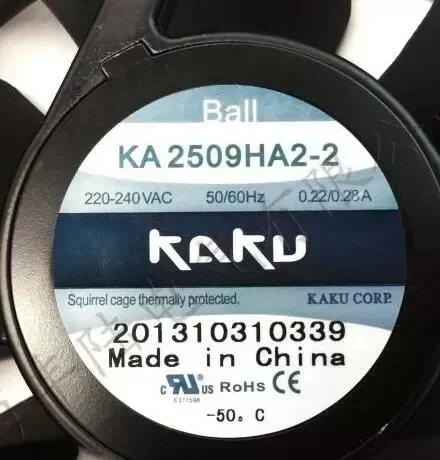 Ball
KA 2509HA2-2
220-240VAC 50/60Hz 0.22/0.28A
KAKU
Squirrel cage thermally protected. KAKU CORP.
201310310339
Made in China
c RU US RoHS CE
-50。C